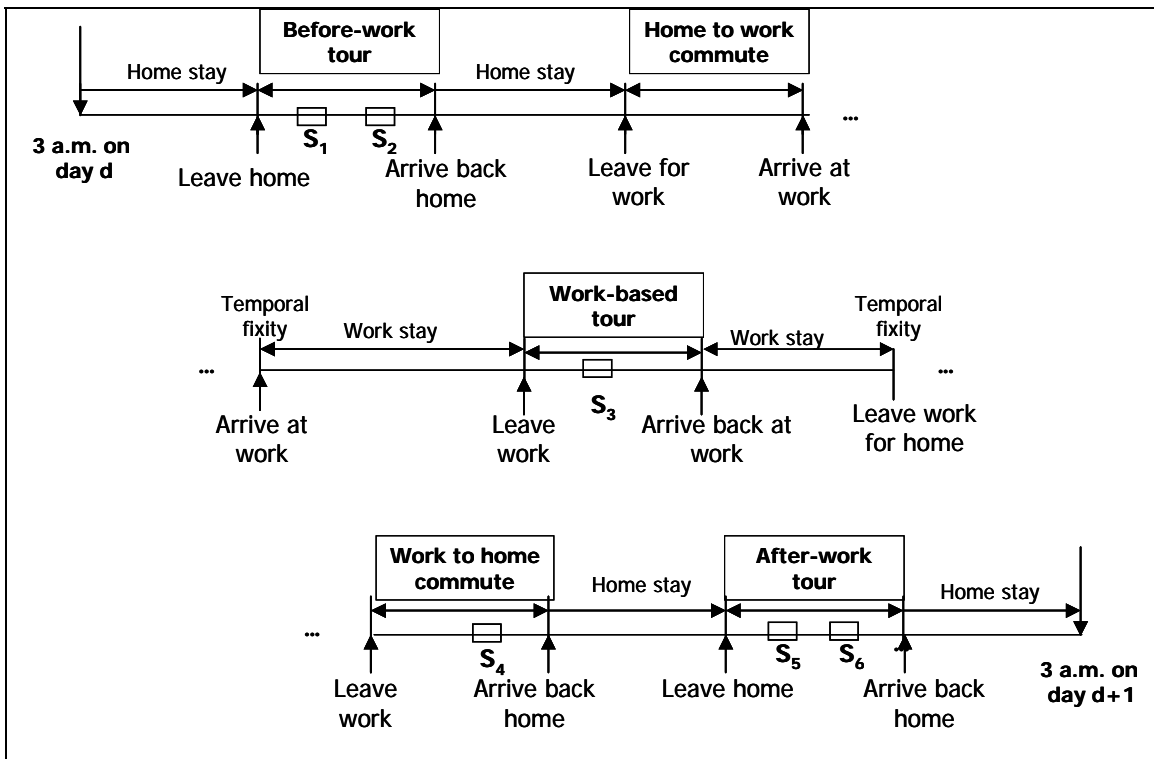 Before-work
tour
Home to work
commute
Home stay
Home stay
S1
S2
...
3 a.m. on
day d
Leave home
Arrive back
home
Leave for
work
Arrive at
work
Work-based
tour
Temporal
fixity
Work stay
Work stay
Temporal
fixity
...
...
S3
Arrive at
work
Leave
work
Arrive back at
work
Leave work
for home
Work to home
commute
After-work
tour
Home stay
Home stay
...
S4
S5
S6
...
Leave
work
Arrive back
home
Leave home
Arrive back
home
3 a.m. on
day d+1